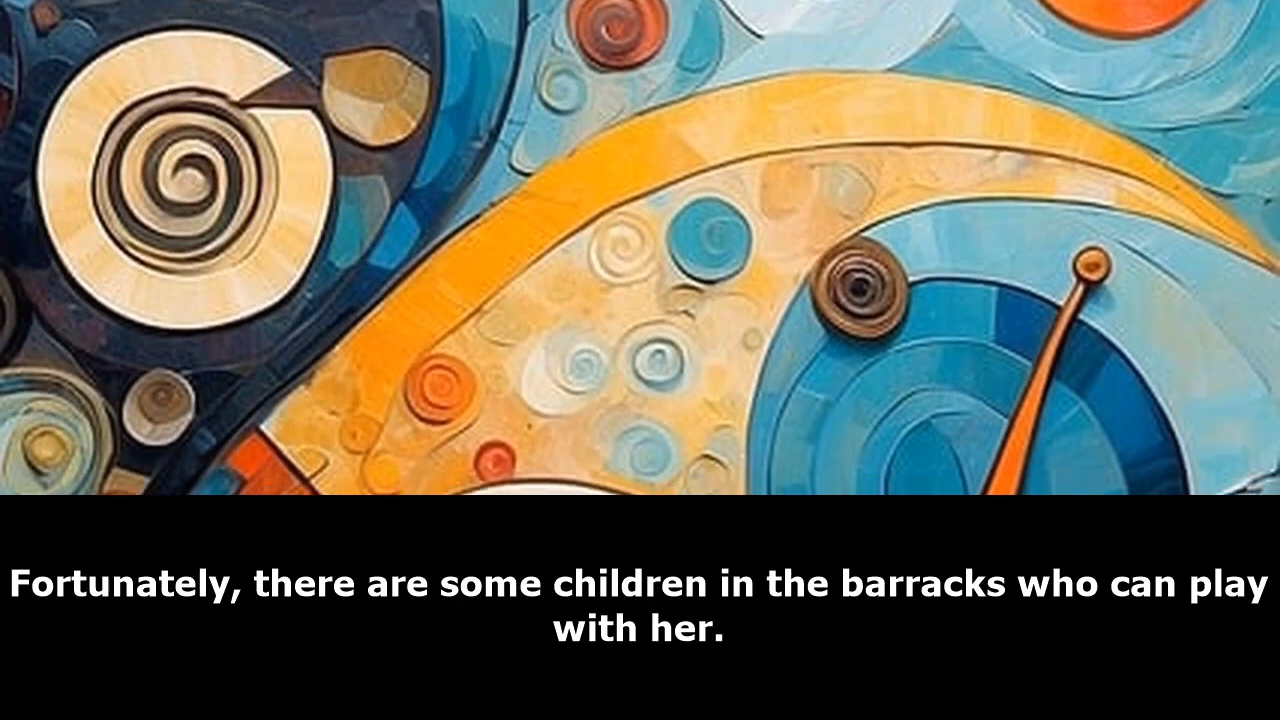 Fortunately, there are some children in the barracks who can play
with her.